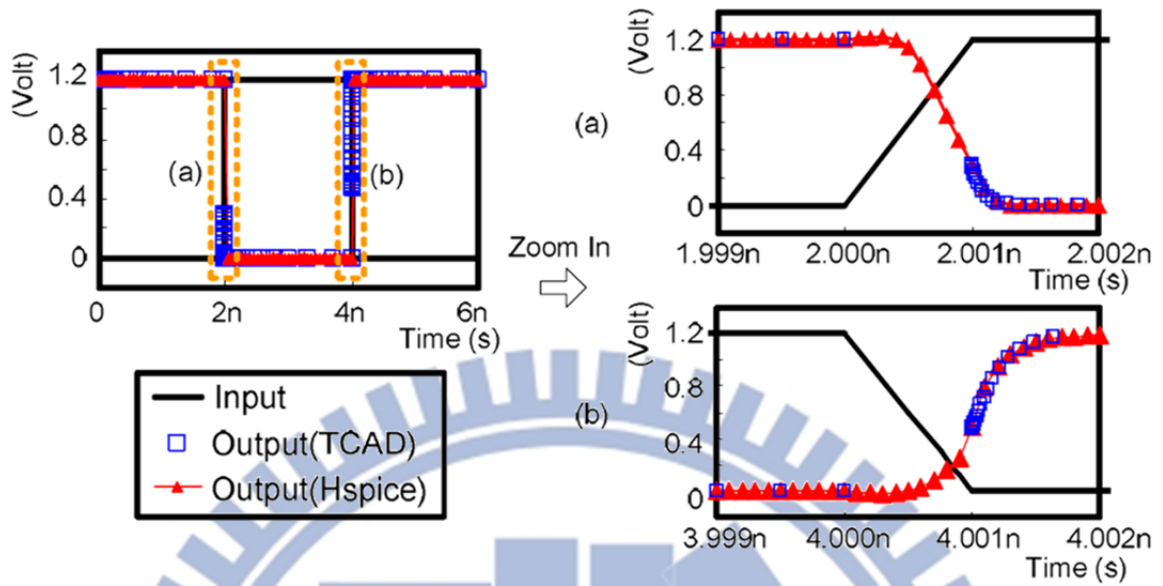 (Volt)
1.2
0.8
0.4
0
(a)
(b)
0
2n
4n
6n
Time (s)
Input
Output(TCAD)
Output(Hspice)
Zoom In
(a)
(Volt)
1.2
0.8
0.4
0
1.999n
2.000n
2.001n
2.002n
Time (s)
(b)
(Volt)
1.2
0.8
0.4
0
3.999n
4.000n
4.001n
4.002n
Time (s)